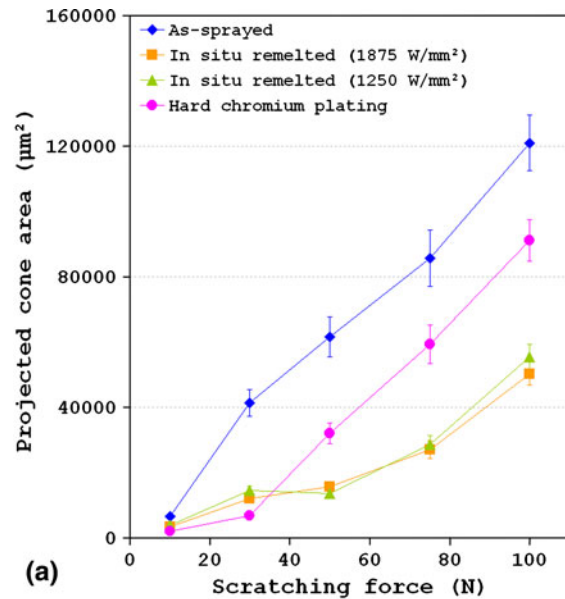 160000
120000
80000
40000
0
As-sprayed
In situ remelted (1875 W/mm²)
In situ remelted (1250 W/mm²)
Hard chromium plating
Projected cone area (µm²)
0 20 40 60 80 100
Scratching force (N)
(a)